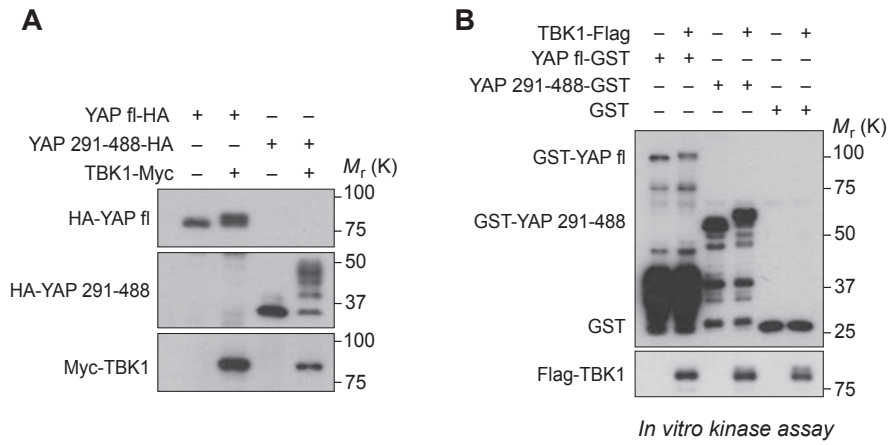 A
YAP fl-HA + + – –
YAP 291-488-HA – – + +
TBK1-Myc – + – + Mr (K)
100
HA-YAP fl
75
50
HA-YAP 291-488
37
100
Myc-TBK1
75
B
TBK1-Flag – + – + – +
YAP fl-GST + + – – – –
YAP 291-488-GST – – + + – –
GST – – – – + +
Mr (K)
GST-YAP fl
100
75
GST-YAP 291-488
50
37
GST
25
Flag-TBK1
75
In vitro kinase assay